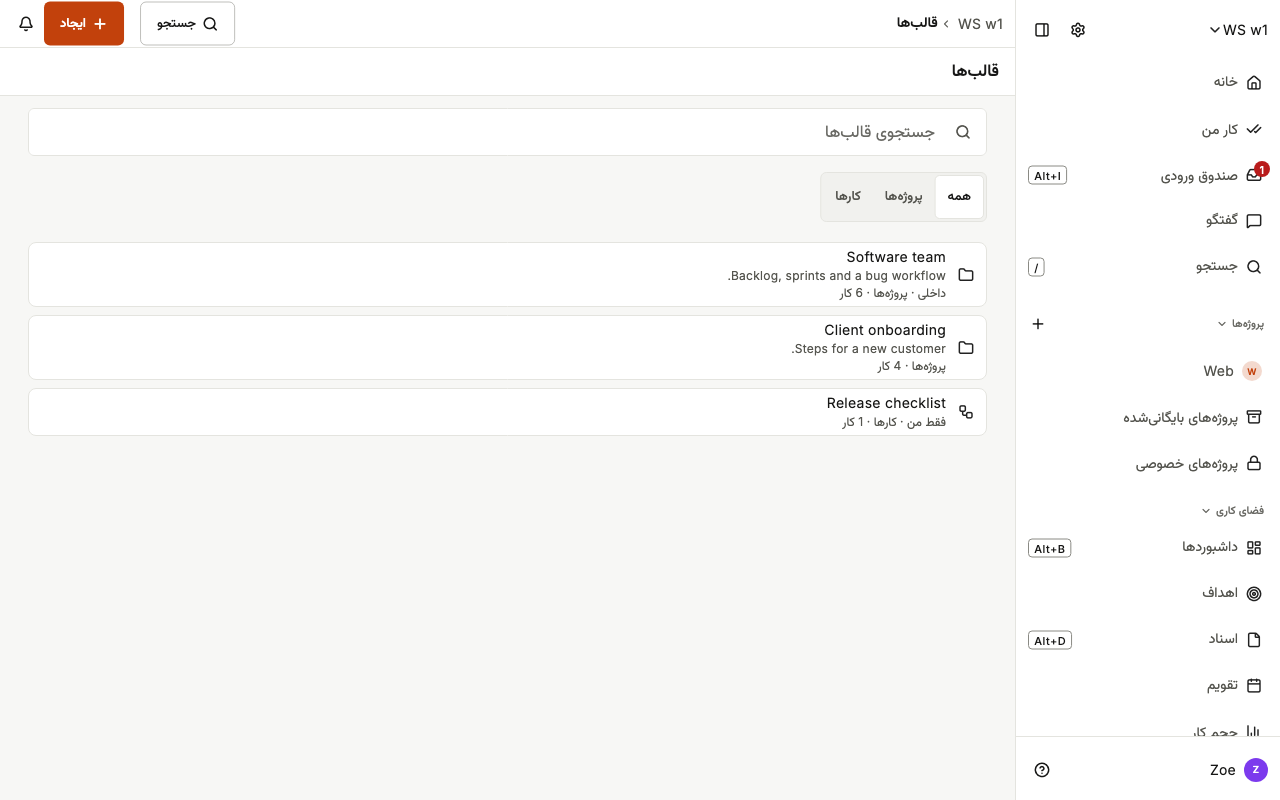 WS w1
خانه
کار من
1
صندوق ورودی
Alt+I
گفتگو
جستجو
/
پروژه‌ها
W
Web
پروژه‌های بایگانی‌شده
پروژه‌های خصوصی
فضای کاری
داشبوردها
Alt+B
اهداف
اسناد
Alt+D
تقویم
حجم کار
Z
Zoe
WS w1 › قالب‌ها
جستجو
ایجاد
قالب‌ها
جستجوی قالب‌ها
همه
پروژه‌ها
کارها
Software team
Backlog, sprints and a bug workflow.
داخلی · پروژه‌ها · 6 کار
Client onboarding
Steps for a new customer.
پروژه‌ها · 4 کار
Release checklist
فقط من · کارها · 1 کار